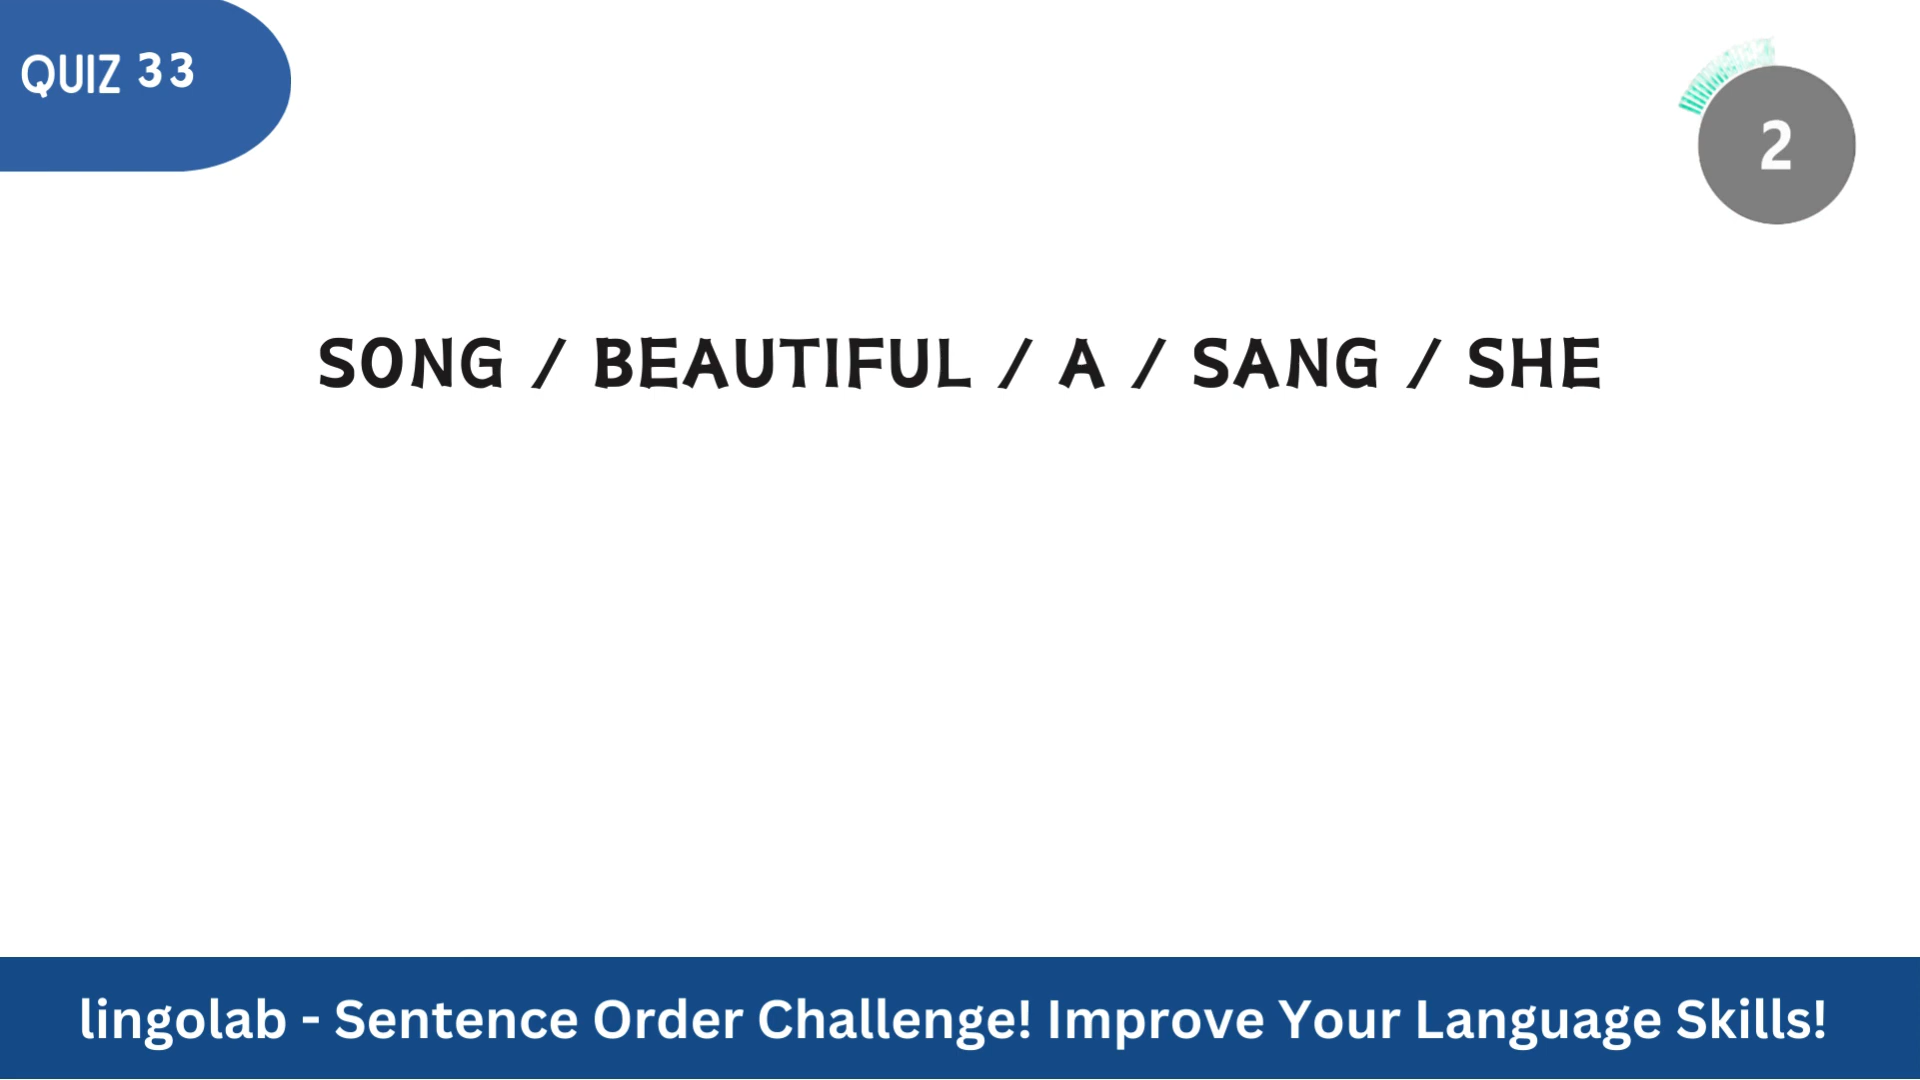 QUIZ 33
2
SONG / BEAUTIFUL / A / SANG / SHE
lingolab - Sentence Order Challenge! Improve Your Language Skills!